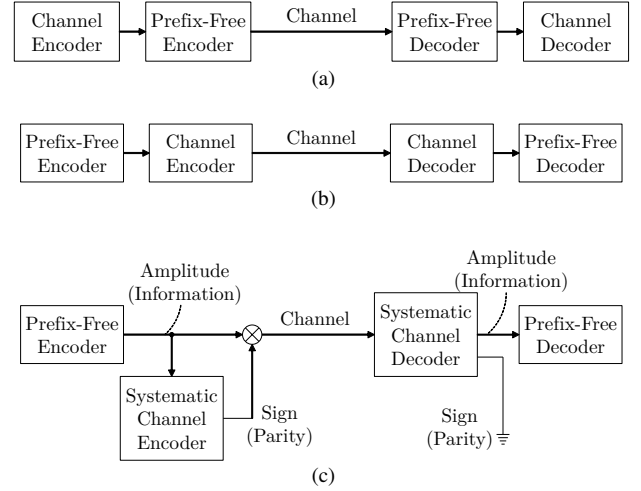 Channel Encoder
Prefix-Free Encoder
Channel
Prefix-Free Decoder
Channel Decoder
(a)
Prefix-Free Encoder
Channel Encoder
Channel
Channel Decoder
Prefix-Free Decoder
(b)
Amplitude
(Information)
Prefix-Free Encoder
Systematic Channel Encoder
Sign
(Parity)
Channel
Systematic Channel Decoder
Amplitude
(Information)
Sign
(Parity)
Prefix-Free Decoder
(c)